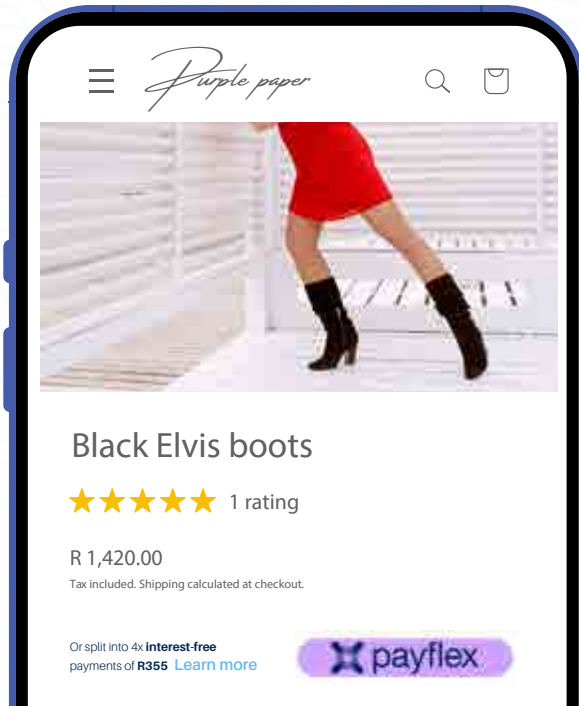 Purple paper
Black Elvis boots
1 rating
R 1,420.00
Tax included. Shipping calculated at checkout.
Or split into 4x interest-free
payments of R355 Learn more
payflex